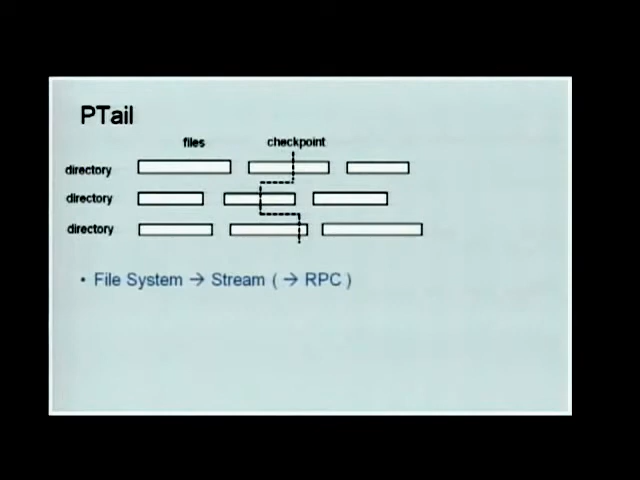 PTail
files checkpoint
directory
directory
directory
• File System → Stream ( → RPC )